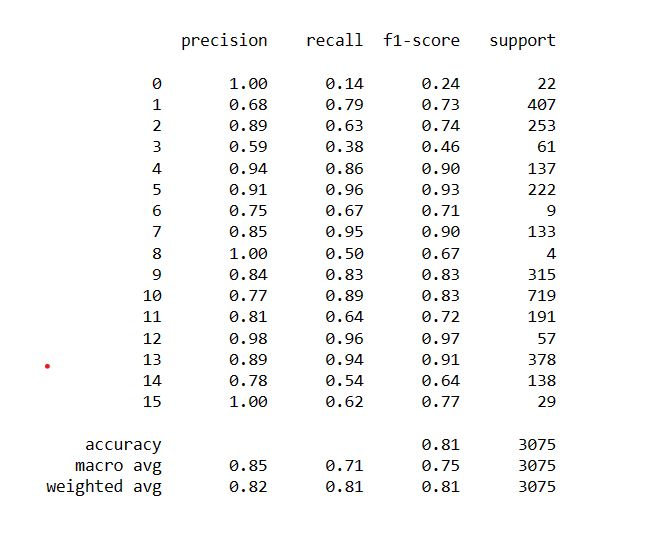 precision recall f1-score support
0 1.00 0.14 0.24 22
1 0.68 0.79 0.73 407
2 0.89 0.63 0.74 253
3 0.59 0.38 0.46 61
4 0.94 0.86 0.90 137
5 0.91 0.96 0.93 222
6 0.75 0.67 0.71 9
7 0.85 0.95 0.90 133
8 1.00 0.50 0.67 4
9 0.84 0.83 0.83 315
10 0.77 0.89 0.83 719
11 0.81 0.64 0.72 191
12 0.98 0.96 0.97 57
13 0.89 0.94 0.91 378
14 0.78 0.54 0.64 138
15 1.00 0.62 0.77 29
accuracy 0.81 3075
macro avg 0.85 0.71 0.75 3075
weighted avg 0.82 0.81 0.81 3075